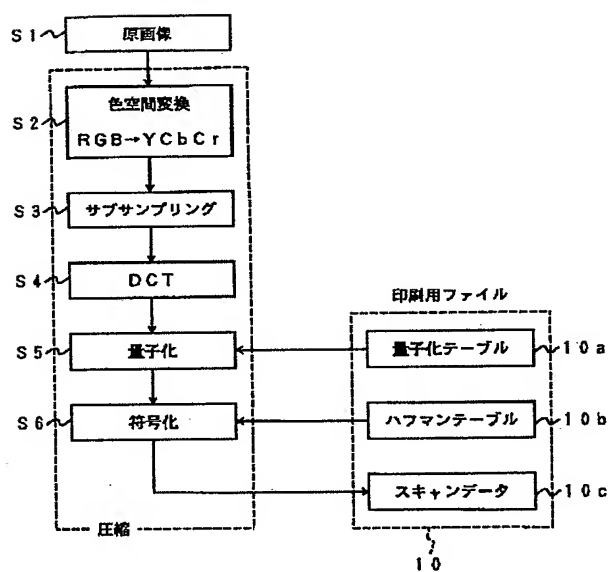 S1
原画像
S2
色空間変換
RGB→YCbCr
S3
サブサンプリング
S4
DCT
印刷用ファイル
S5
量子化
量子化テーブル
10a
S6
符号化
ハフマンテーブル
10b
スキャンデータ
10c
圧縮
10